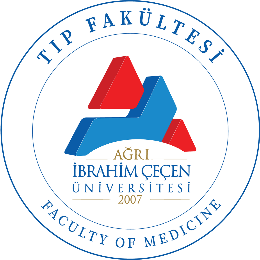 TIP FAKÜLTESİ
AĞRI
İBRAHİM ÇEÇEN
ÜNİVERSİTESİ
2007
FACULTY OF MEDICINE